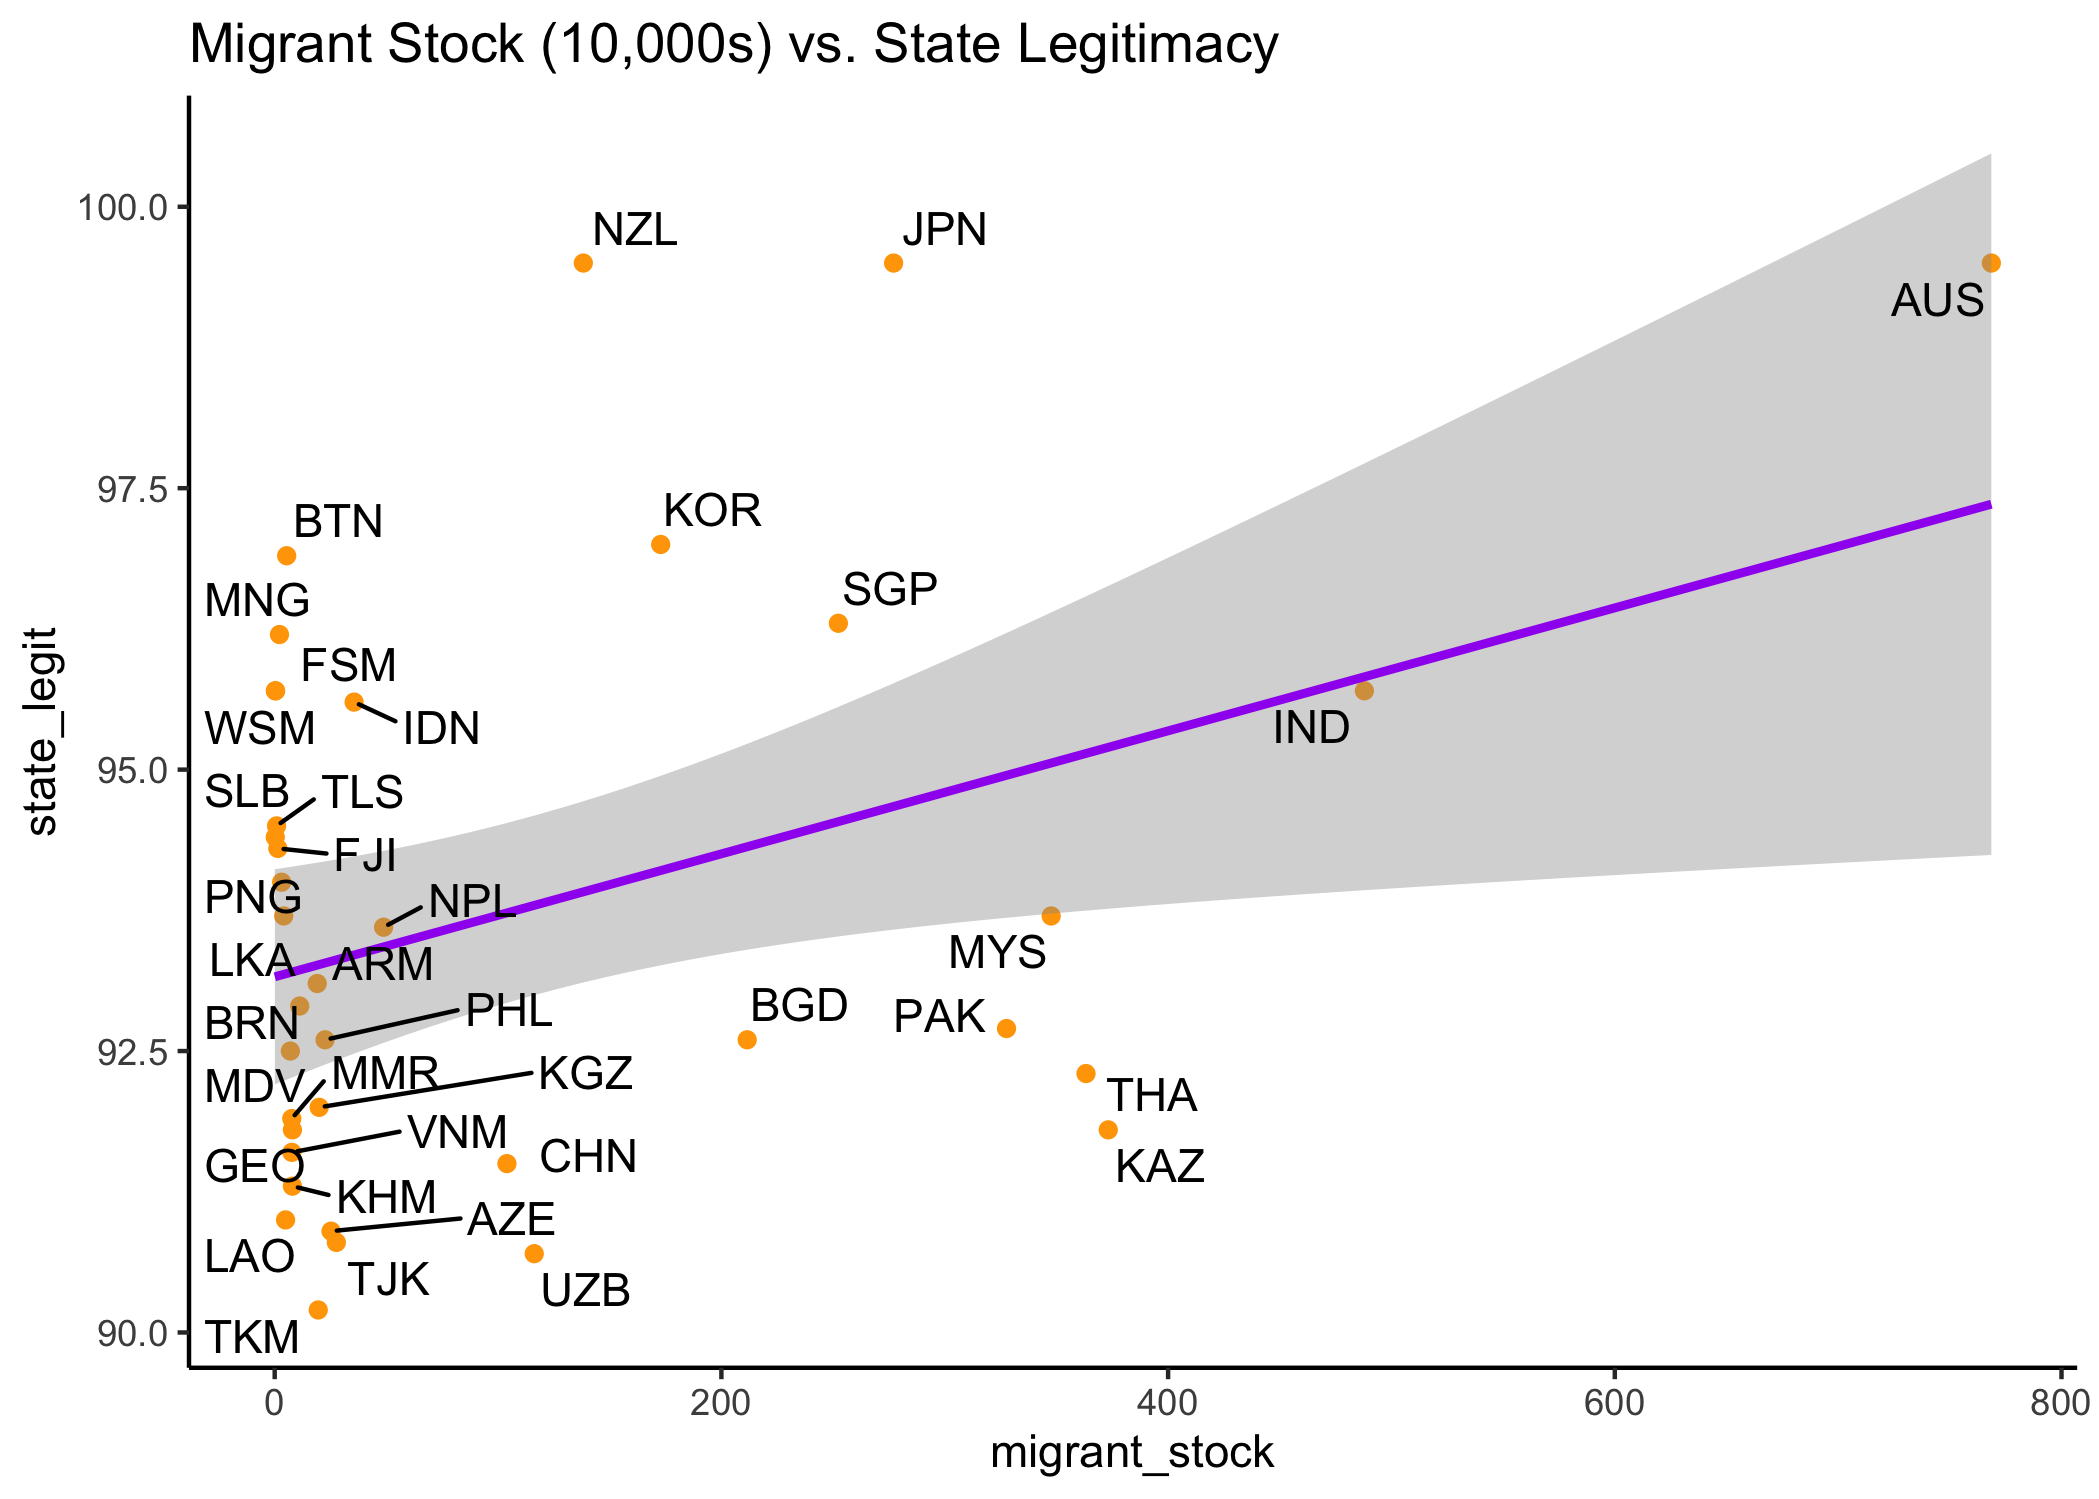 Migrant Stock (10,000s) vs. State Legitimacy
100.0
97.5
95.0
92.5
90.0
state_legit
NZL
JPN
AUS
KOR
BTN
SGP
MNG
FSM
WSM
IDN
IND
SLB
TLS
FJI
PNG
NPL
LKA
ARM
MYS
BRN
PHL
BGD
PAK
MDV
MMR
KGZ
THA
VNM
CHN
GEO
KAZ
KHM
AZE
LAO
TJK
UZB
TKM
0
200
400
600
800
migrant_stock